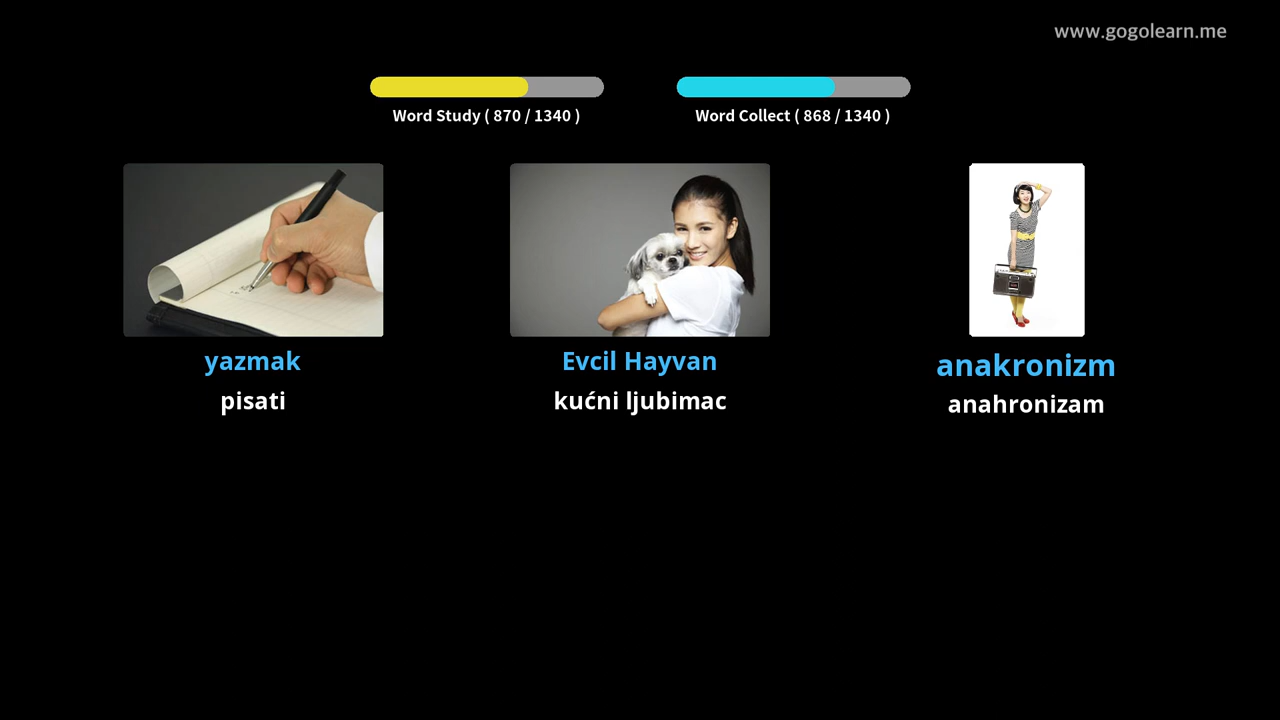 www.gogolearn.me
Word Study ( 870 / 1340 )
Word Collect ( 868 / 1340 )
yazmak
pisati
Evcil Hayvan
kućni ljubimac
anakronizm
anahronizam